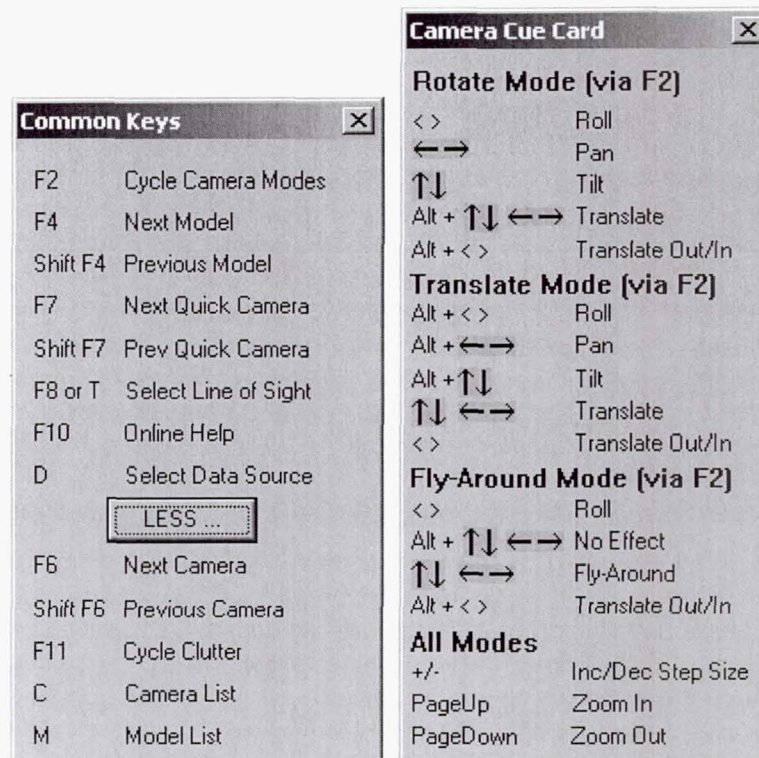 Common Keys
F2 Cycle Camera Modes
F4 Next Model
Shift F4 Previous Model
F7 Next Quick Camera
Shift F7 Prev Quick Camera
F8 or T Select Line of Sight
F10 Online Help
D Select Data Source
LESS ...
F6 Next Camera
Shift F6 Previous Camera
F11 Cycle Clutter
C Camera List
M Model List
Camera Cue Card
Rotate Mode (via F2)
< > Roll
←→ Pan
↑↓ Tilt
Alt + ↑↓ ←→ Translate
Alt + < > Translate Out/In
Translate Mode (via F2)
Alt + < > Roll
Alt + ←→ Pan
Alt + ↑↓ Tilt
↑↓ ←→ Translate
< > Translate Out/In
Fly-Around Mode (via F2)
< > Roll
Alt + ↑↓ ←→ No Effect
↑↓ ←→ Fly-Around
Alt + < > Translate Out/In
All Modes
+/- Inc/Dec Step Size
PageUp Zoom In
PageDown Zoom Out